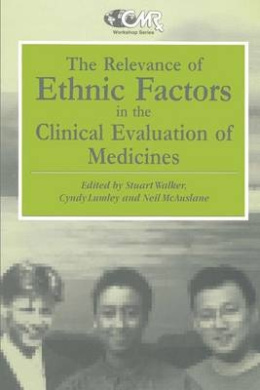 CMR
Workshop Series
The Relevance of
Ethnic Factors
in the
Clinical Evaluation of
Medicines
Edited by Stuart Walker,
Cyndy Lumley and Neil McAuslane